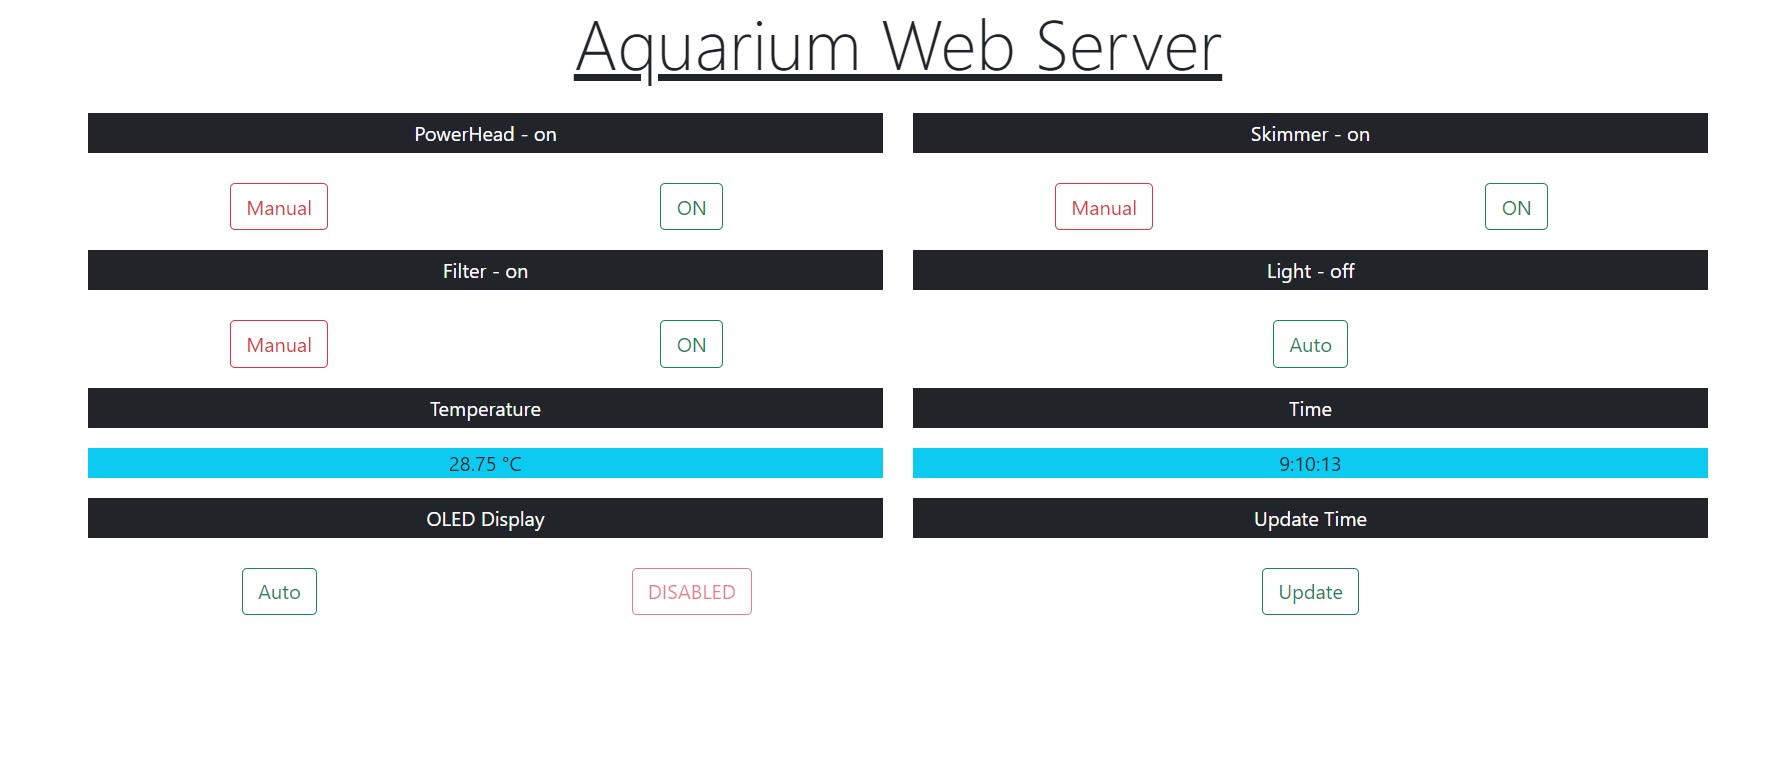 Aquarium Web Server
PowerHead - on
Skimmer - on
Manual
ON
Manual
ON
Filter - on
Light - off
Manual
ON
Auto
Temperature
Time
28.75 °C
9:10:13
OLED Display
Update Time
Auto
DISABLED
Update